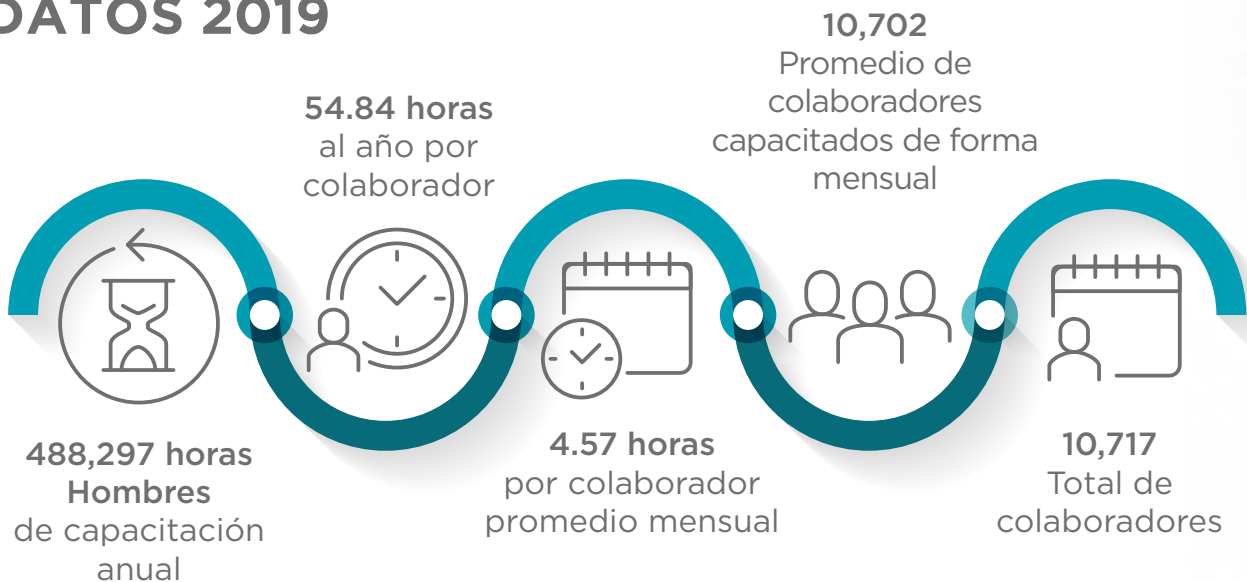 DATOS 2019
488,297 horas
Hombres
de capacitación
anual
54.84 horas
al año por
colaborador
4.57 horas
por colaborador
promedio mensual
10,702
Promedio de
colaboradores
capacitados de forma
mensual
10,717
Total de
colaboradores